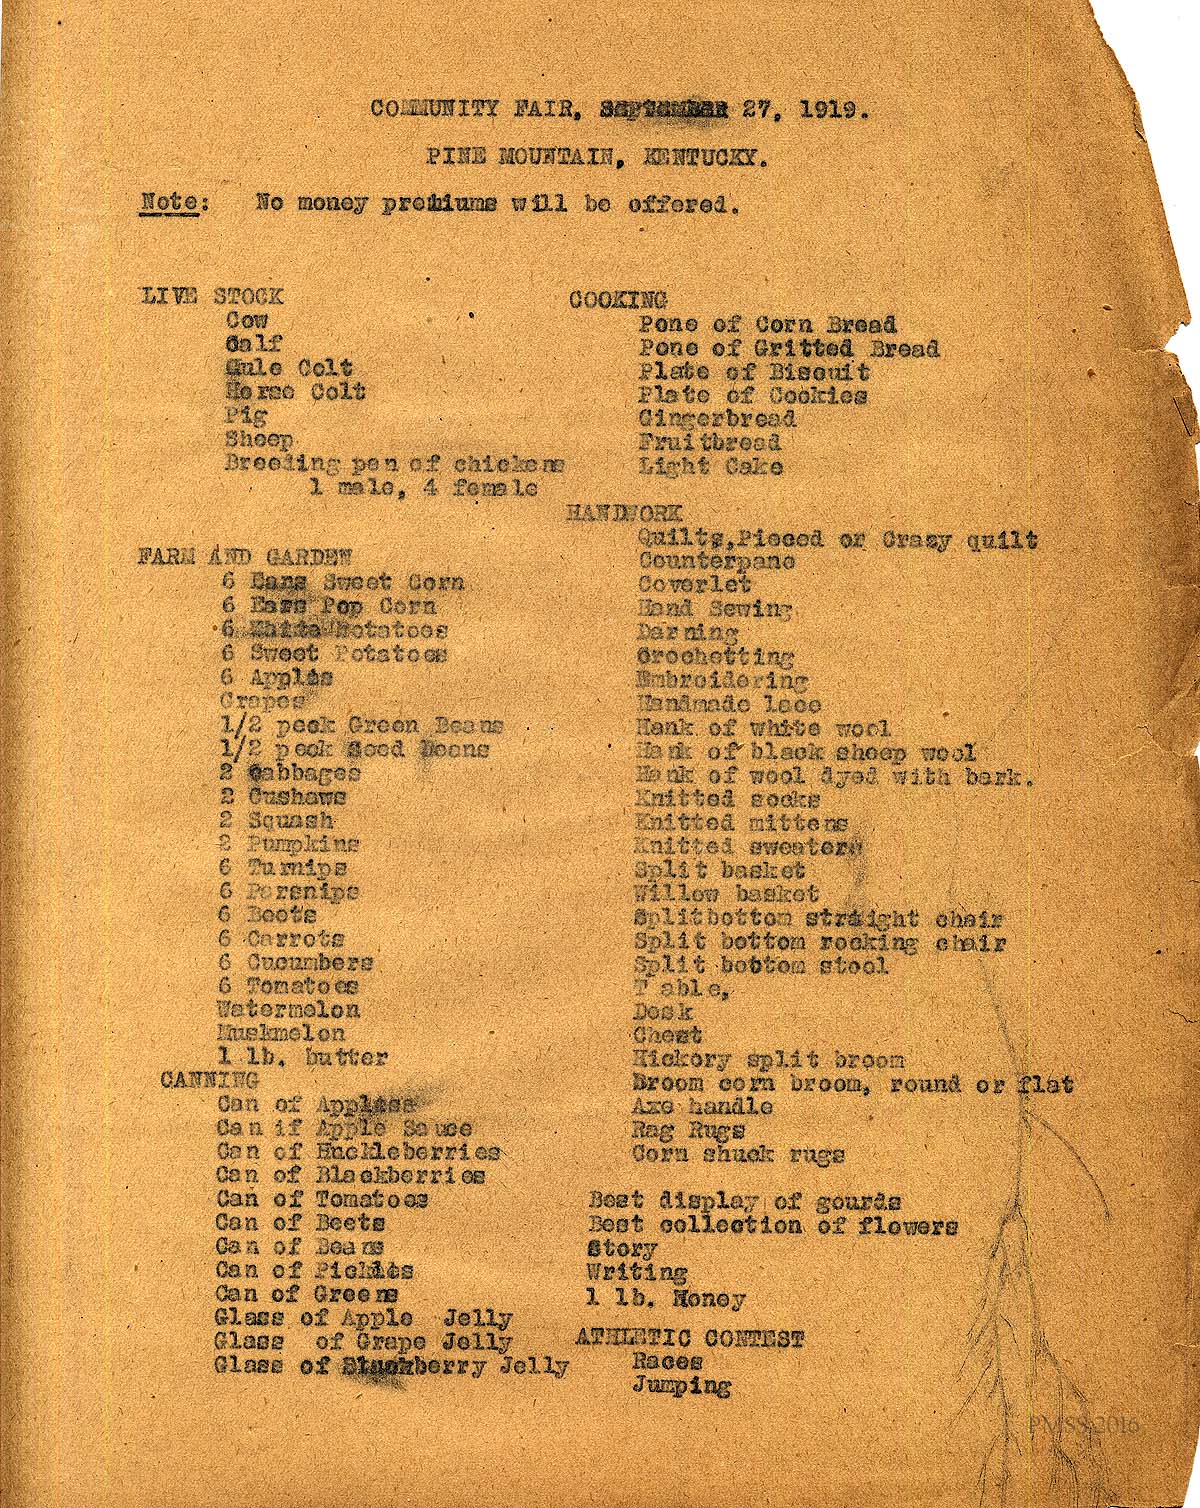 COMMUNITY FAIR, September 27, 1919.
PINE MOUNTAIN, KENTUCKY.
Note: No money premiums will be offered.
LIVE STOCK
Cow
Calf
Mule Colt
Horse Colt
Pig
Sheep
Breeding pen of chickens
1 male, 4 female
FARM AND GARDEN
6 Ears Sweet Corn
6 Ears Pop Corn
6 White Potatoes
6 Sweet Potatoes
6 Apples
Grapes
1/2 peck Green Beans
1/2 peck Seed Beans
2 Cabbages
2 Cushaws
2 Squash
2 Pumpkins
6 Turnips
6 Parsnips
6 Beets
6 Carrots
6 Cucumbers
6 Tomatoes
Watermelon
Muskmelon
1 lb. butter
CANNING
Can of Apples
Can if Apple Sauce
Can of Huckleberries
Can of Blackberries
Can of Tomatoes
Can of Beets
Can of Beans
Can of Pickles
Can of Greens
Glass of Apple Jelly
Glass of Grape Jelly
Glass of Blackberry Jelly
COOKING
Pone of Corn Bread
Pone of Gritted Bread
Plate of Biscuit
Plate of Cookies
Gingerbread
Fruitbread
Light Cake
HANDWORK
Quilts,Pieced or Crazy quilt
Counterpane
Coverlet
Hand Sewing
Darning
Crochetting
Embroidering
Handmade lace
Hank of white wool
Hank of black sheep wool
Hank of wool dyed with bark.
Knitted socks
Knitted mittens
Knitted sweaters
Split basket
Willow basket
Splitbottom straight chair
Split bottom rocking chair
Split bottom stool
T able,
Desk
Chest
Hickory split broom
Broom corn broom, round or flat
Axe handle
Rag Rugs
Corn shuck rugs
Best display of gourds
Best collection of flowers
Story
Writing
1 lb. Honey
ATHLETIC CONTEST
Races
Jumping
PMSS 2016